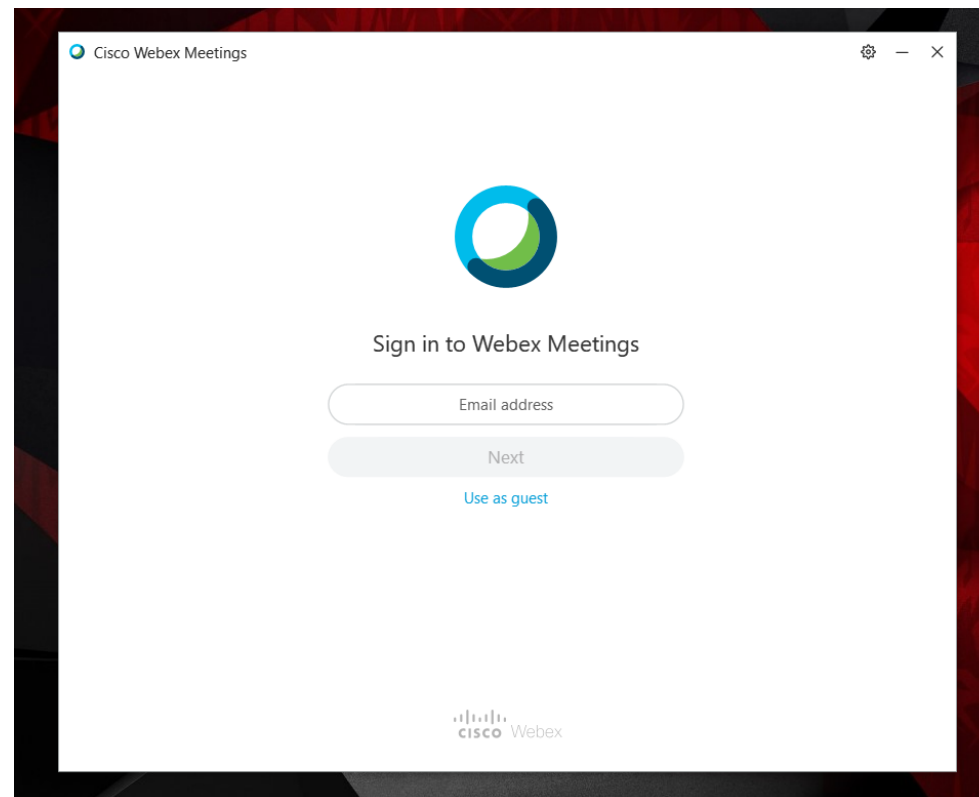 Cisco Webex Meetings
Sign in to Webex Meetings
Email address
Next
Use as guest
CISCO Webex